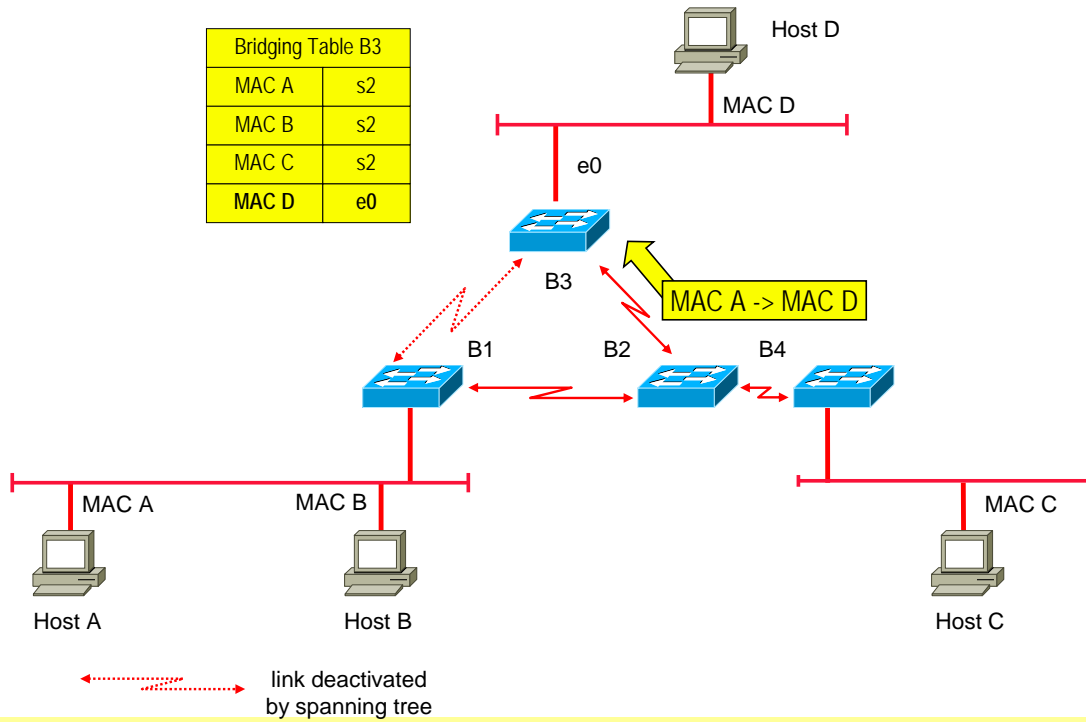 Host D
Bridging Table B3
MAC A s2
MAC B s2
MAC C s2
MAC D e0
MAC D
e0
B3
MAC A -> MAC D
B1
B2
B4
MAC A
MAC B
MAC C
Host A
Host B
Host C
link deactivated
by spanning tree